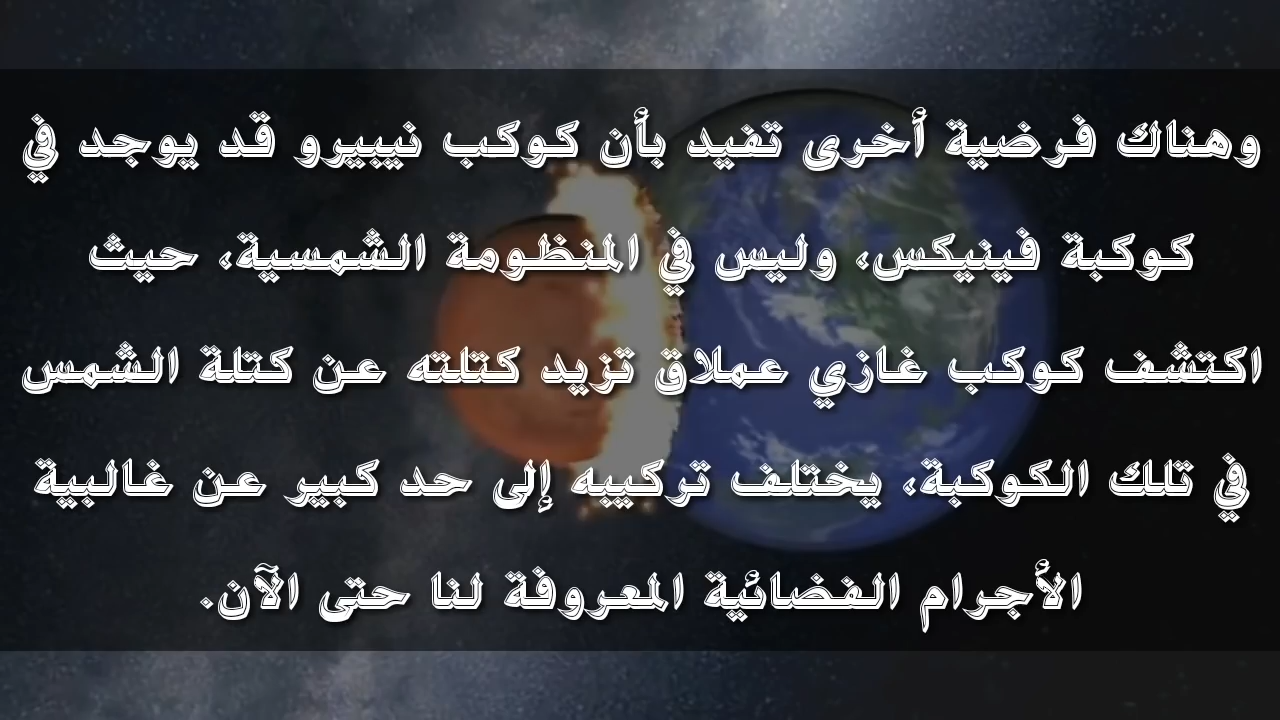 وهناك فرضية أخرى تفيد بأن كوكب نيبيرو قد يوجد في
كوكبة فينيكس، وليس في المنظومة الشمسية، حيث
اكتشف كوكب غازي عملاق تزيد كتلته عن كتلة الشمس
في تلك الكوكبة، يختلف تركيبه إلى حد كبير عن غالبية
الأجرام الفضائية المعروفة لنا حتى الآن.